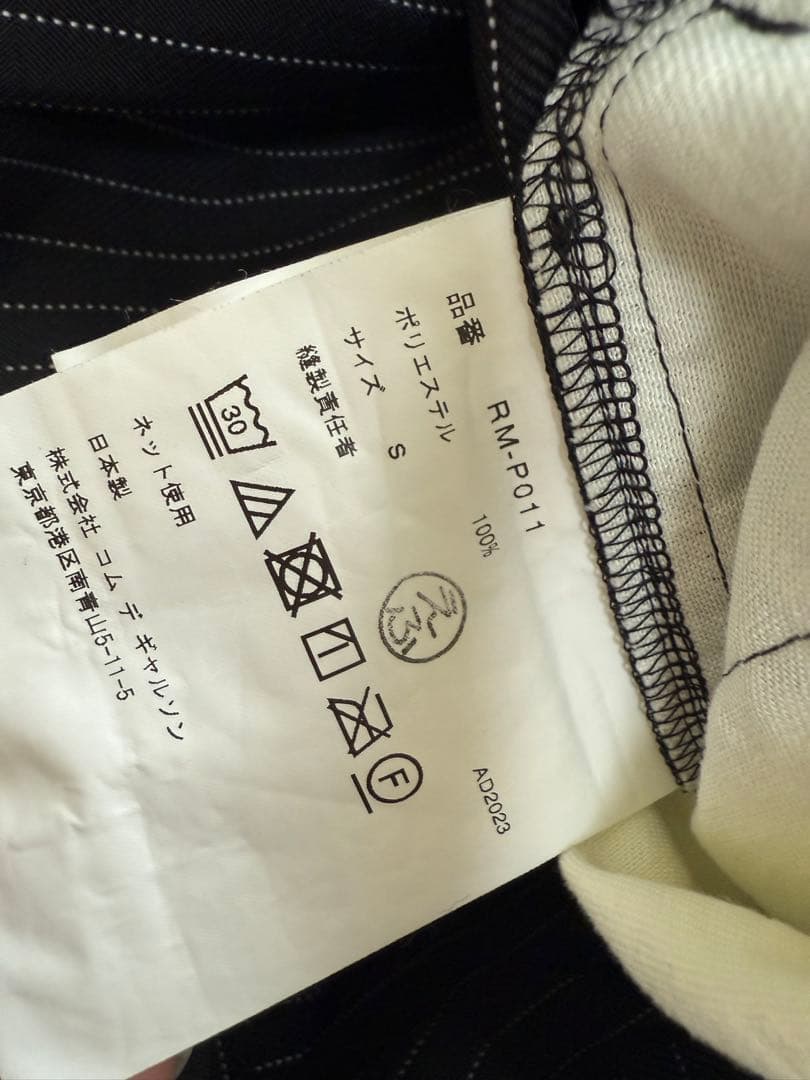 品番 RM-P011
ポリエステル 100%
サイズ S
縫製責任者
AD2023
30
F
ネット使用
日本製
株式会社 コム デ ギャルソン
東京都港区南青山5-11-5